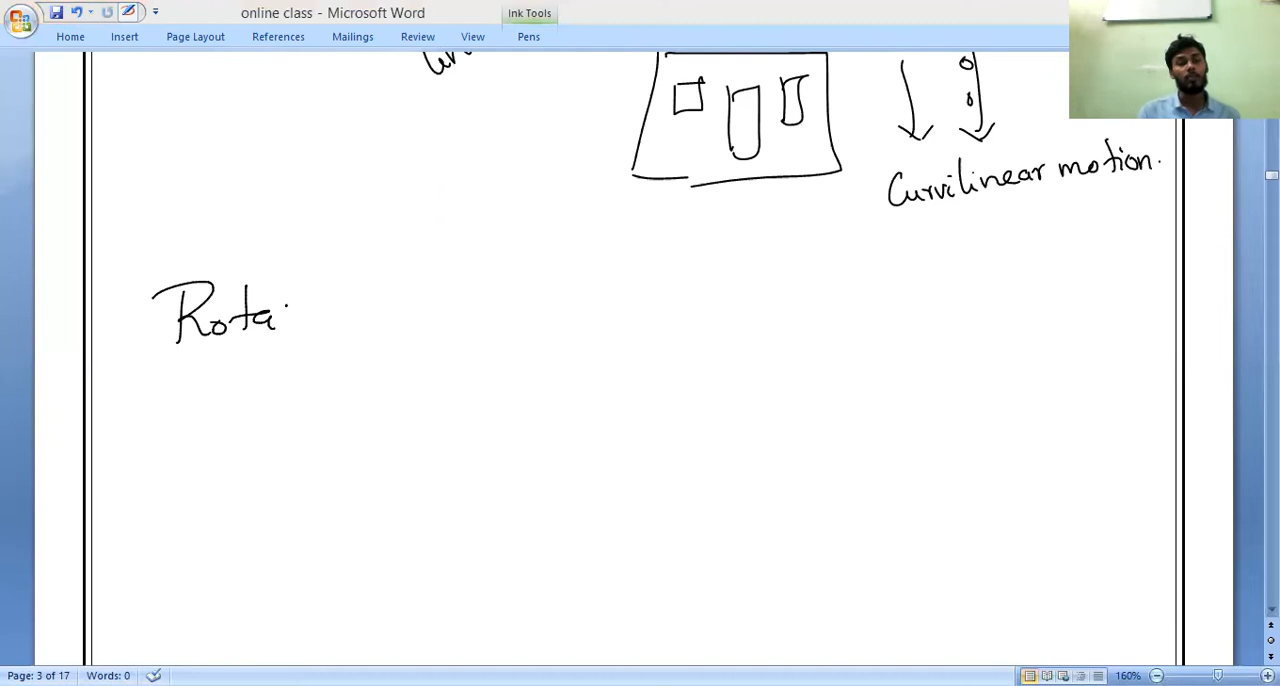 online class - Microsoft Word
Ink Tools
Home Insert Page Layout References Mailings Review View Pens
Curvilinear motion.
Rota
Page: 3 of 17 Words: 0
160%